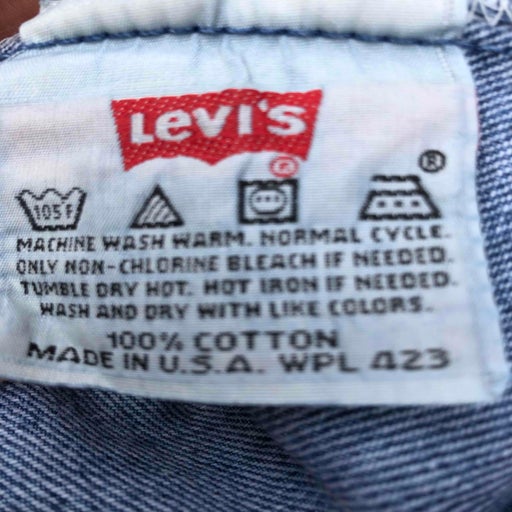 Levi's
®
105F
MACHINE WASH WARM. NORMAL CYCLE.
ONLY NON-CHLORINE BLEACH IF NEEDED.
TUMBLE DRY HOT. HOT IRON IF NEEDED.
WASH AND DRY WITH LIKE COLORS.
100% COTTON
MADE IN U.S.A. WPL 423